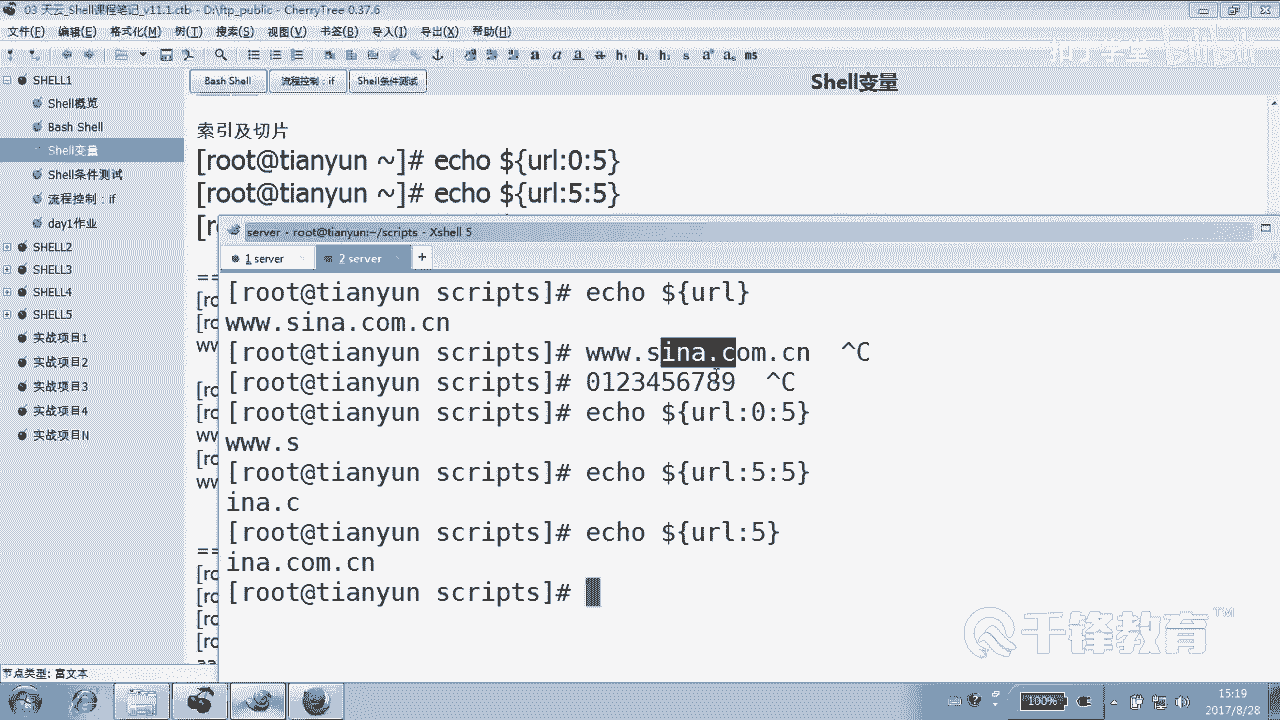 03 天云_Shell课程笔记_v11.1.ctb - D:\ftp_public - CherryTree 0.37.6
文件(F) 编辑(E) 格式化(M) 树(T) 搜索(S) 视图(V) 书签(B) 导入(I) 导出(X) 帮助(H)
SHELL1
Shell概览
Bash Shell
Shell变量
Shell条件测试
流程控制：if
day1作业
SHELL2
SHELL3
SHELL4
SHELL5
实战项目1
实战项目2
实战项目3
实战项目4
实战项目N
节点类型: 富文本
Bash Shell 流程控制：if Shell条件测试
Shell变量
索引及切片
[root@tianyun ~]# echo ${url:0:5}
[root@tianyun ~]# echo ${url:5:5}
server - root@tianyun:~/scripts - Xshell 5
1 server 2 server +
[root@tianyun scripts]# echo ${url}
www.sina.com.cn
[root@tianyun scripts]# www.sina.com.cn ^C
[root@tianyun scripts]# 0123456789 ^C
[root@tianyun scripts]# echo ${url:0:5}
www.s
[root@tianyun scripts]# echo ${url:5:5}
ina.c
[root@tianyun scripts]# echo ${url:5}
ina.com.cn
[root@tianyun scripts]#
千锋教育™
100%
15:19
2017/8/28